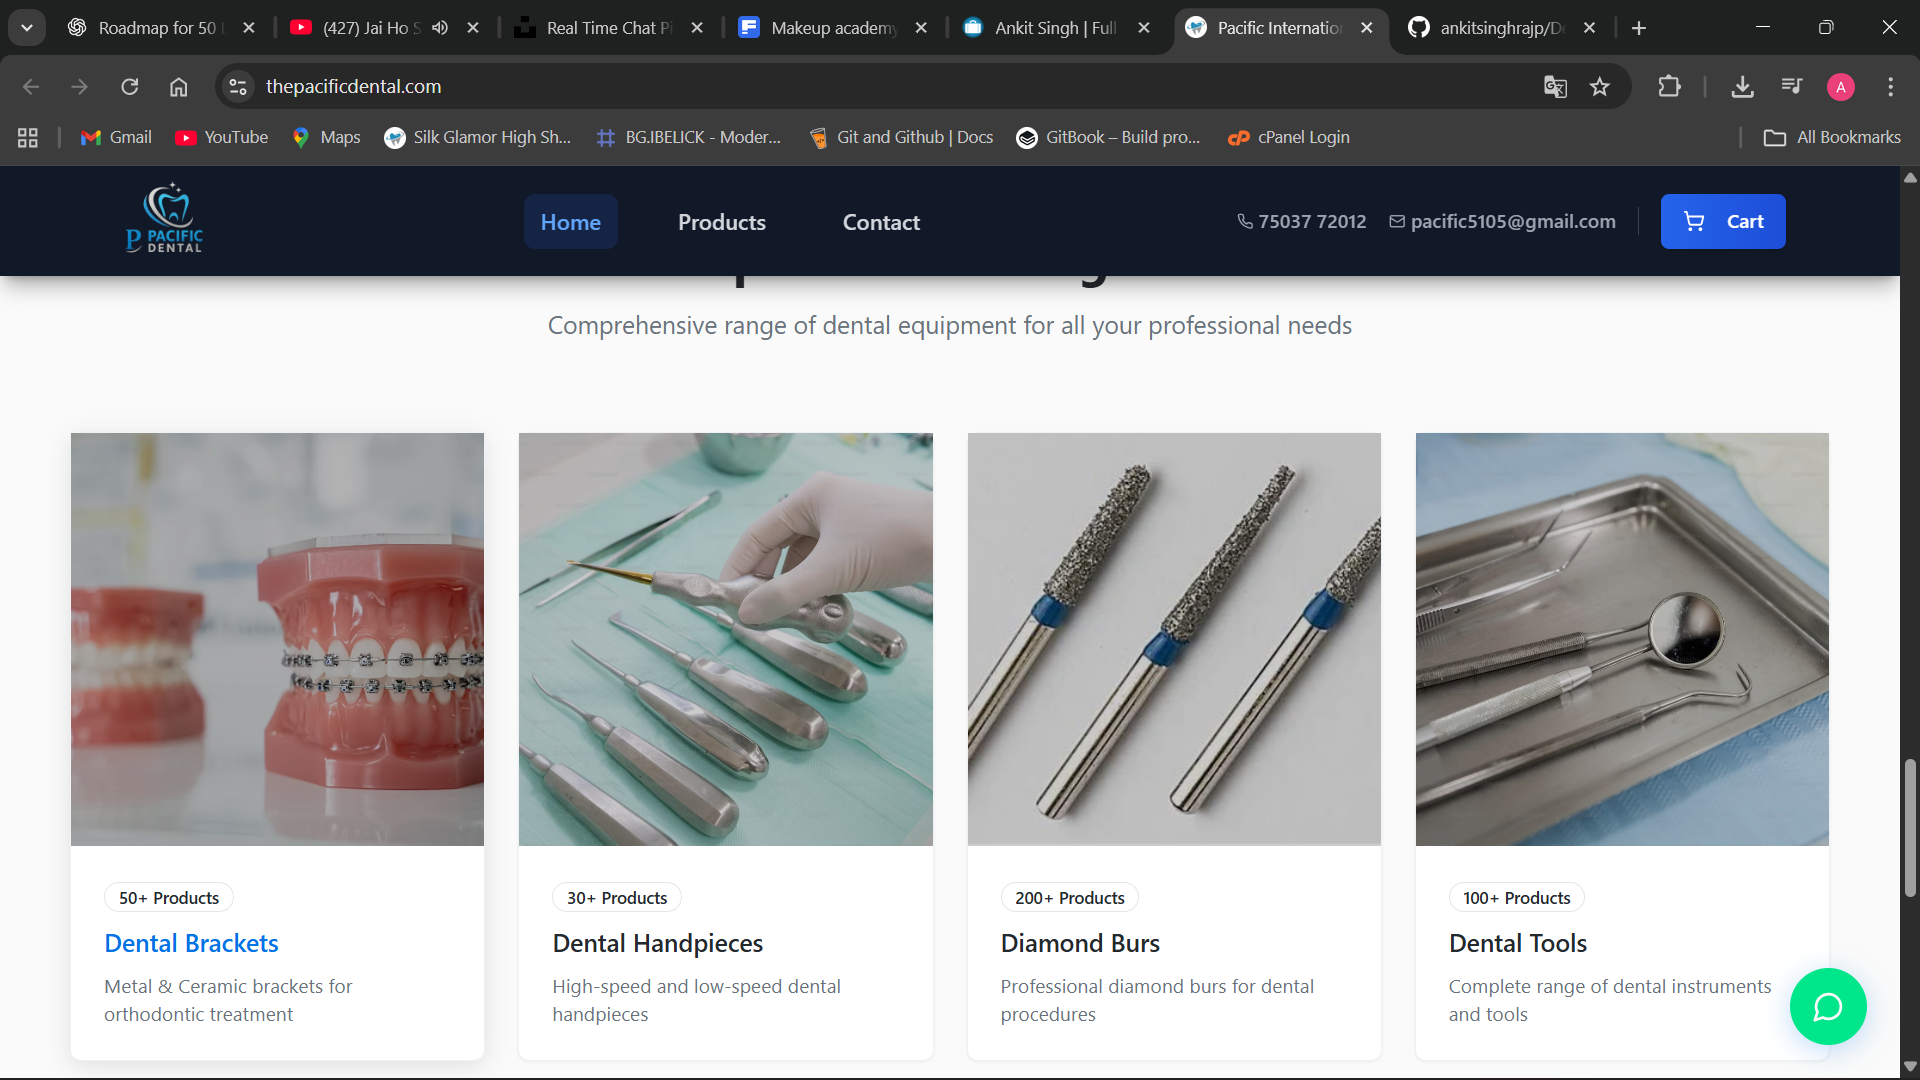 Roadmap for 50
(427) Jai Ho S
Real Time Chat Pi
Makeup academy
Ankit Singh | Full
Pacific Internatio
ankitsinghrajp/De
thepacificdental.com
A
Gmail
YouTube
Maps
Silk Glamor High Sh...
BG.IBELICK - Moder...
Git and Github | Docs
GitBook – Build pro...
cPanel Login
All Bookmarks
P PACIFIC
DENTAL
Home
Products
Contact
75037 72012
pacific5105@gmail.com
Cart
Comprehensive range of dental equipment for all your professional needs
50+ Products
Dental Brackets
Metal & Ceramic brackets for
orthodontic treatment
30+ Products
Dental Handpieces
High-speed and low-speed dental
handpieces
200+ Products
Diamond Burs
Professional diamond burs for dental
procedures
100+ Products
Dental Tools
Complete range of dental instruments
and tools